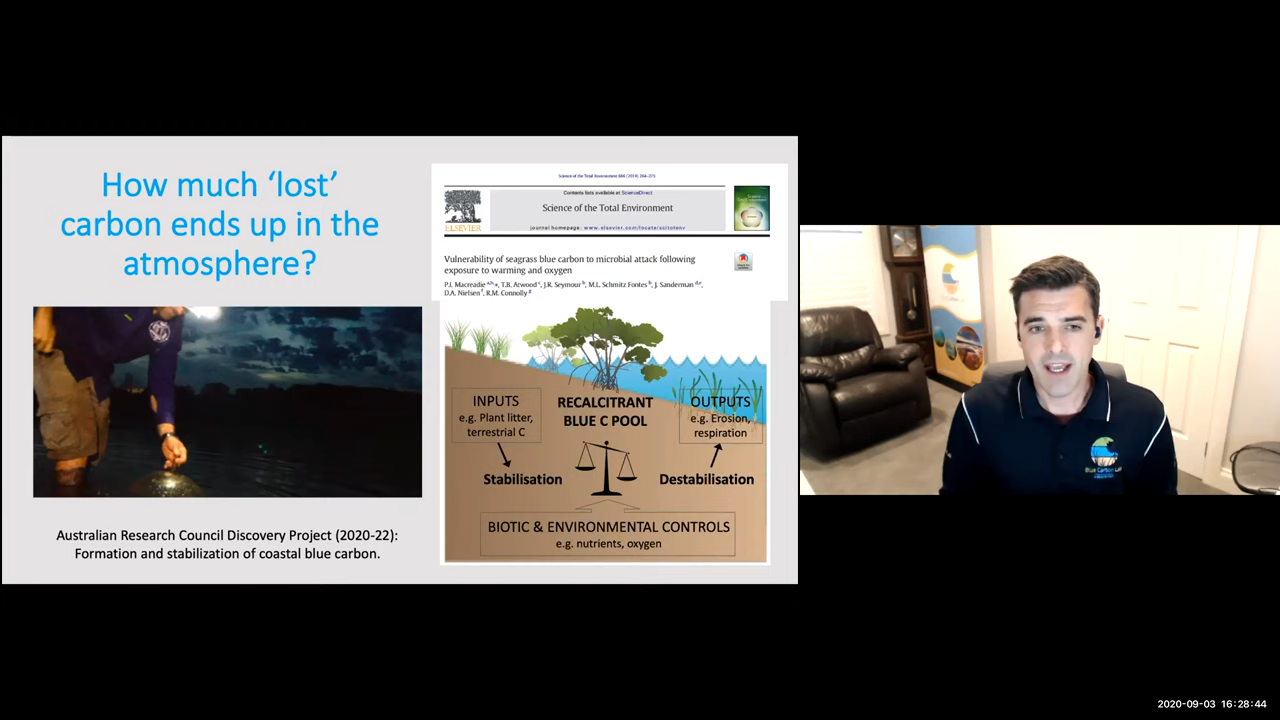 How much ‘lost’
carbon ends up in the
atmosphere?
Australian Research Council Discovery Project (2020-22):
Formation and stabilization of coastal blue carbon.
Science of the Total Environment
Contents lists available at ScienceDirect
Science of the Total Environment
journal homepage: www.elsevier.com/locate/scitotenv
ELSEVIER
Vulnerability of seagrass blue carbon to microbial attack following
exposure to warming and oxygen
P.I. Macreadie a,b,⁎, T.B. Atwood c, J.R. Seymour b, M.L. Schmitz Fontes b, J. Sanderman d,e,
D.A. Nielsen f, R.M. Connolly g
INPUTS
e.g. Plant litter,
terrestrial C
RECALCITRANT
BLUE C POOL
OUTPUTS
e.g. Erosion,
respiration
Stabilisation
Destabilisation
BIOTIC & ENVIRONMENTAL CONTROLS
e.g. nutrients, oxygen
Blue Carbon Lab
2020-09-03 16:28:44